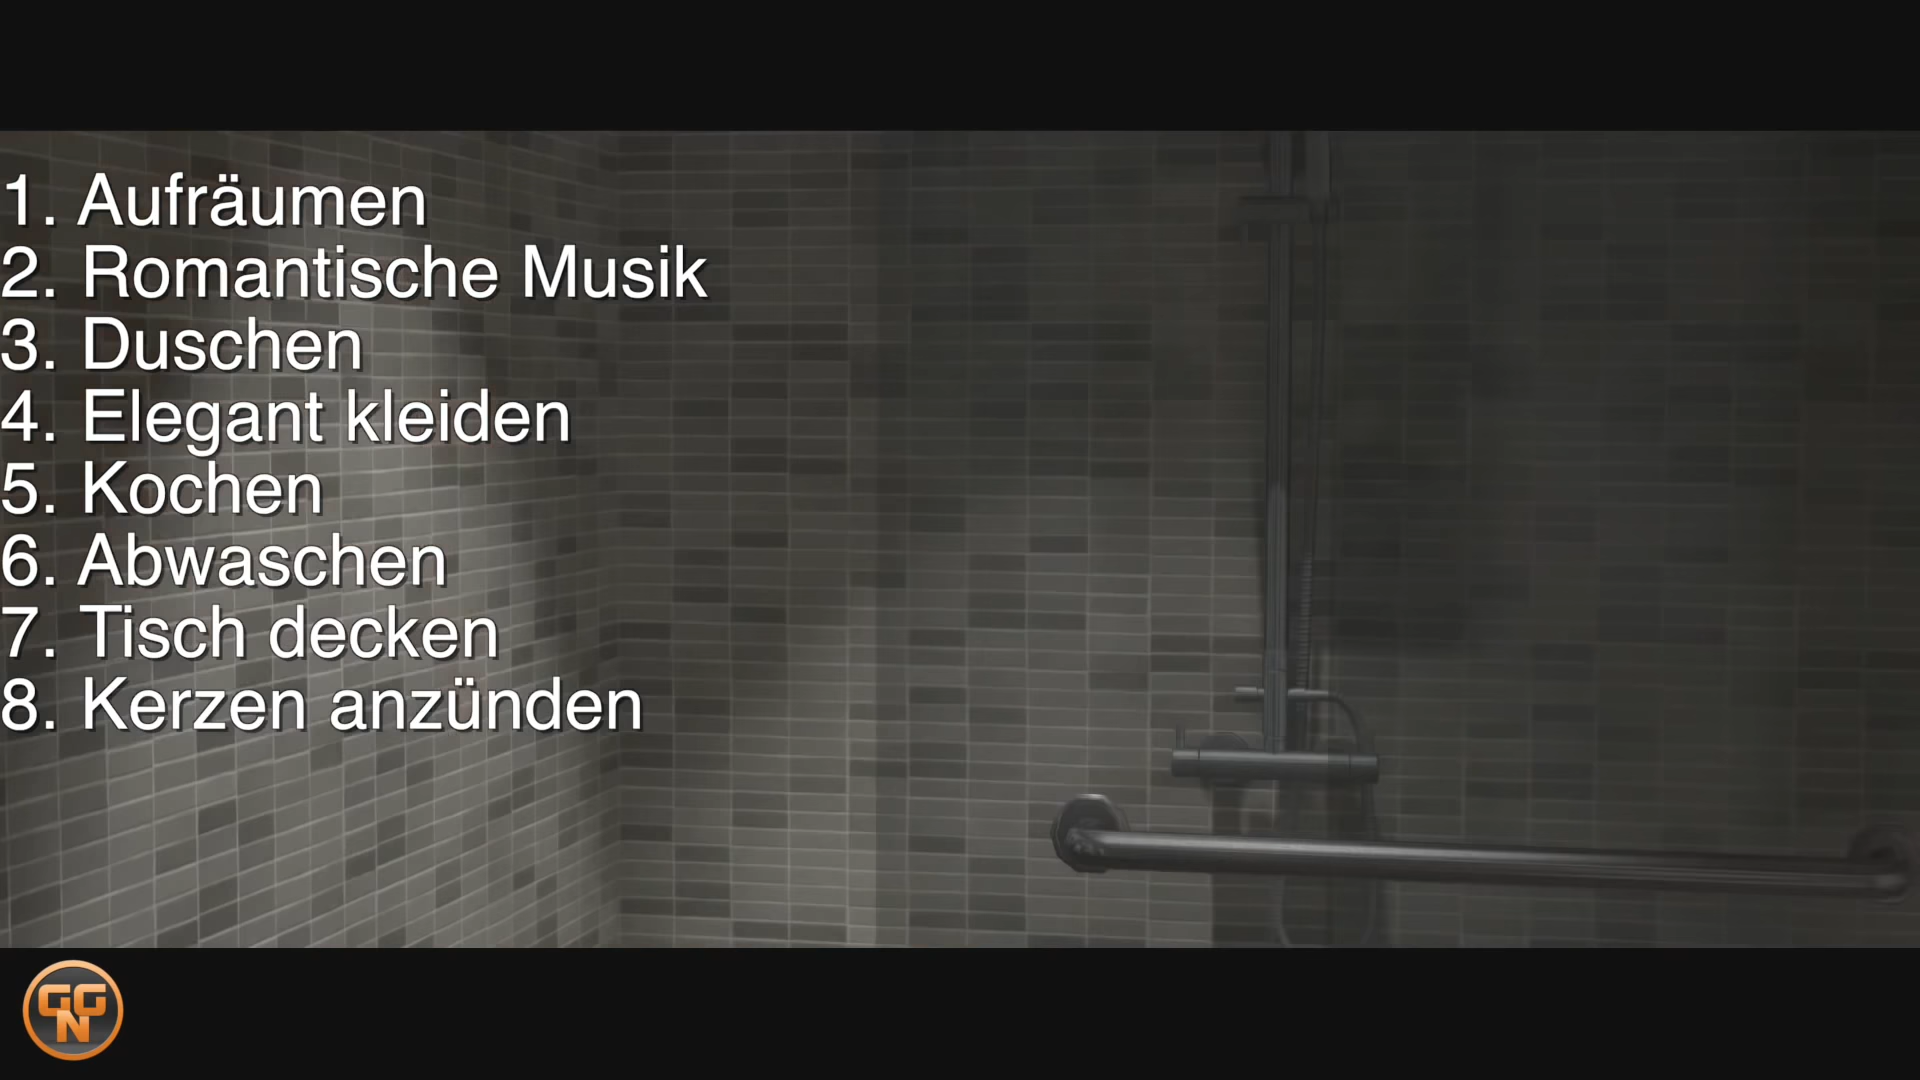 1. Aufräumen
2. Romantische Musik
3. Duschen
4. Elegant kleiden
5. Kochen
6. Abwaschen
7. Tisch decken
8. Kerzen anzünden
GGN